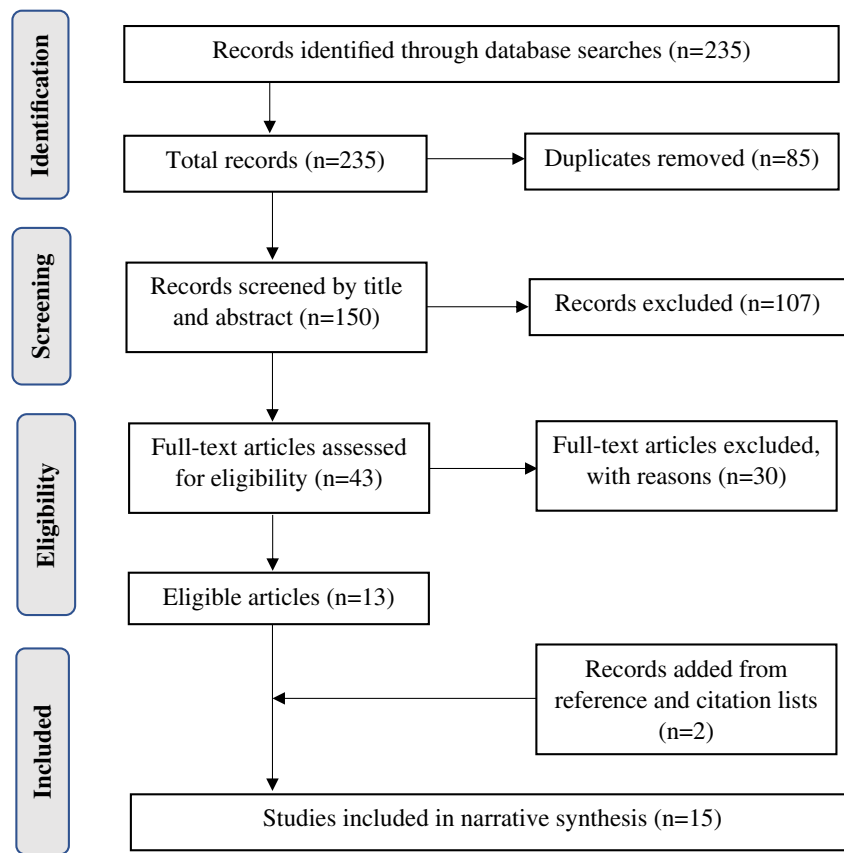 Identification
Records identified through database searches (n=235)
Total records (n=235)
Duplicates removed (n=85)
Screening
Records screened by title
and abstract (n=150)
Records excluded (n=107)
Eligibility
Full-text articles assessed
for eligibility (n=43)
Full-text articles excluded,
with reasons (n=30)
Eligible articles (n=13)
Included
Records added from
reference and citation lists
(n=2)
Studies included in narrative synthesis (n=15)